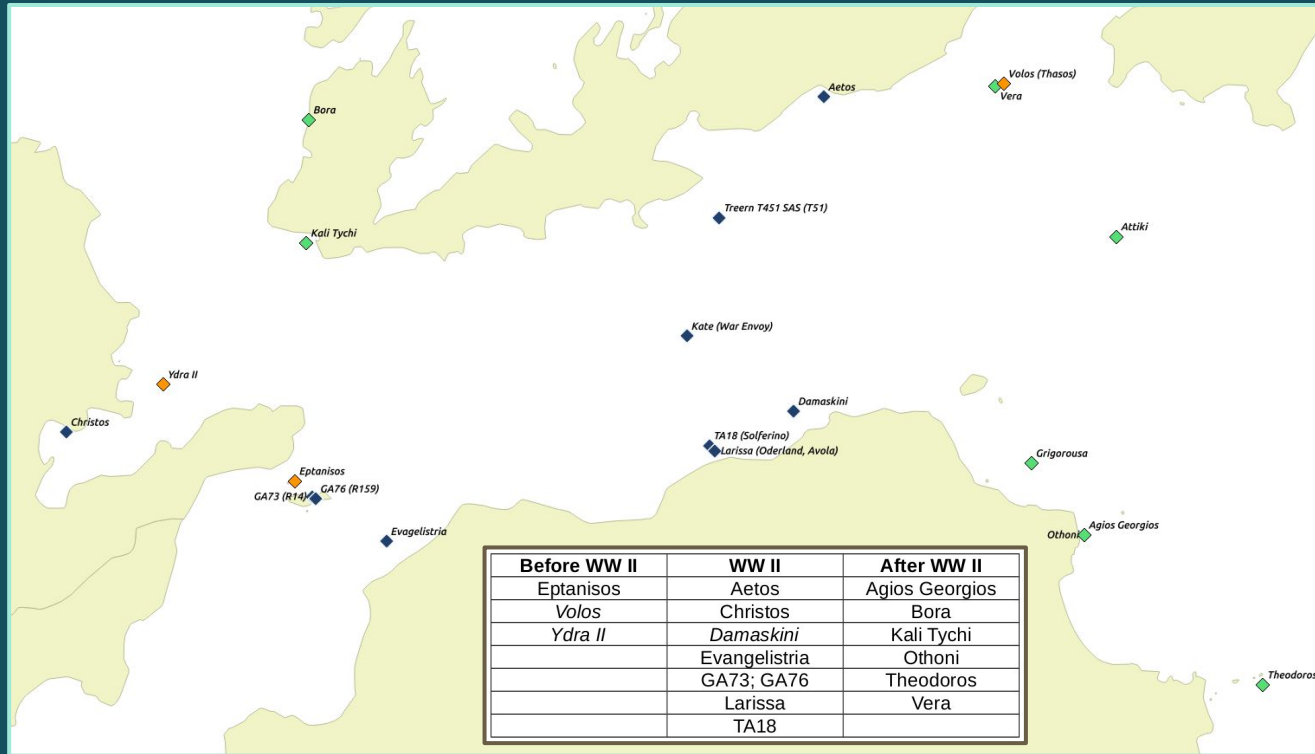 Volos (Thasos)
Aetos
Vera
Bora
Treern T451 SAS (T51)
Attiki
Kali Tychi
Kate (War Envoy)
Ydra II
Damaskini
Christos
TA18 (Solferino)
Larissa (Oderland, Avola)
Grigorousa
Eptanisos
GA76 (R159)
GA73 (R14)
Agios Georgios
Othoni
Evagelistria
Before WW II WW II After WW II
Eptanisos Aetos Agios Georgios
Volos Christos Bora
Ydra II Damaskini Kali Tychi
Evangelistria Othoni
GA73; GA76 Theodoros
Larissa Vera
TA18
Theodoros